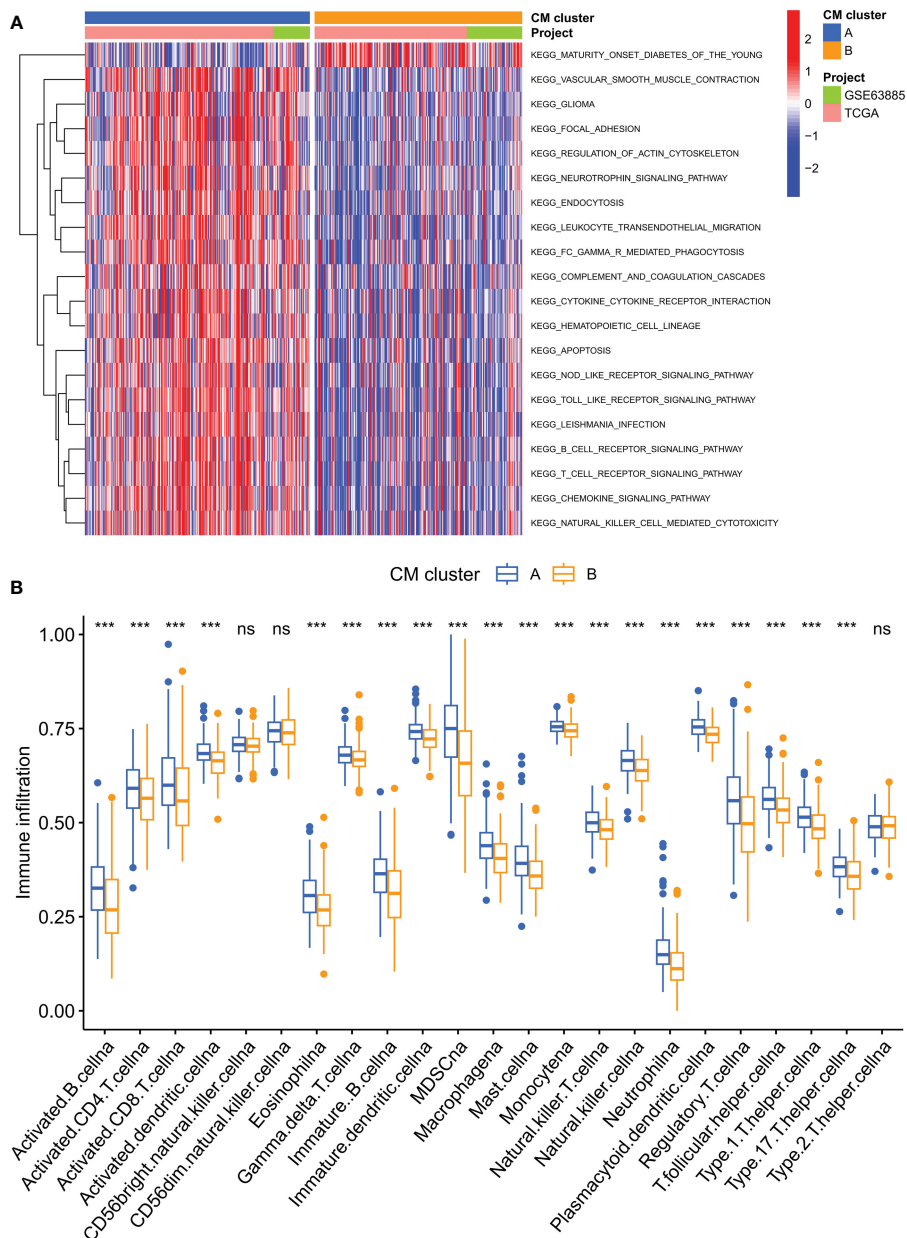 A
CM cluster
Project
KEGG_MATURITY_ONSET_DIABETES_OF_THE_YOUNG
KEGG_VASCULAR_SMOOTH_MUSCLE_CONTRACTION
KEGG_GLIOMA
KEGG_FOCAL_ADHESION
KEGG_REGULATION_OF_ACTIN_CYTOSKELETON
KEGG_NEUROTROPHIN_SIGNALING_PATHWAY
KEGG_ENDOCYTOSIS
KEGG_LEUKOCYTE_TRANSENDOTHELIAL_MIGRATION
KEGG_FC_GAMMA_R_MEDIATED_PHAGOCYTOSIS
KEGG_COMPLEMENT_AND_COAGULATION_CASCADES
KEGG_CYTOKINE_CYTOKINE_RECEPTOR_INTERACTION
KEGG_HEMATOPOIETIC_CELL_LINEAGE
KEGG_APOPTOSIS
KEGG_NOD_LIKE_RECEPTOR_SIGNALING_PATHWAY
KEGG_TOLL_LIKE_RECEPTOR_SIGNALING_PATHWAY
KEGG_LEISHMANIA_INFECTION
KEGG_B_CELL_RECEPTOR_SIGNALING_PATHWAY
KEGG_T_CELL_RECEPTOR_SIGNALING_PATHWAY
KEGG_CHEMOKINE_SIGNALING_PATHWAY
KEGG_NATURAL_KILLER_CELL_MEDIATED_CYTOTOXICITY
2
1
0
−1
−2
CM cluster
A
B
Project
GSE63885
TCGA
B
CM cluster A B
*** *** *** *** ns ns *** *** *** *** *** *** *** *** *** *** *** *** *** *** *** *** ns
Immune infiltration
1.00
0.75
0.50
0.25
0.00
Activated.B.cellna
Activated.CD4.T.cellna
Activated.CD8.T.cellna
Activated.dendritic.cellna
CD56bright.natural.killer.cellna
CD56dim.natural.killer.cellna
Eosinophilna
Gamma.delta.T.cellna
Immature..B.cellna
Immature.dendritic.cellna
MDSCna
Macrophagena
Mast.cellna
Monocytena
Natural.killer.T.cellna
Natural.killer.cellna
Neutrophilna
Plasmacytoid.dendritic.cellna
Regulatory.T.cellna
T.follicular.helper.cellna
Type.1.T.helper.cellna
Type.17.T.helper.cellna
Type.2.T.helper.cellna